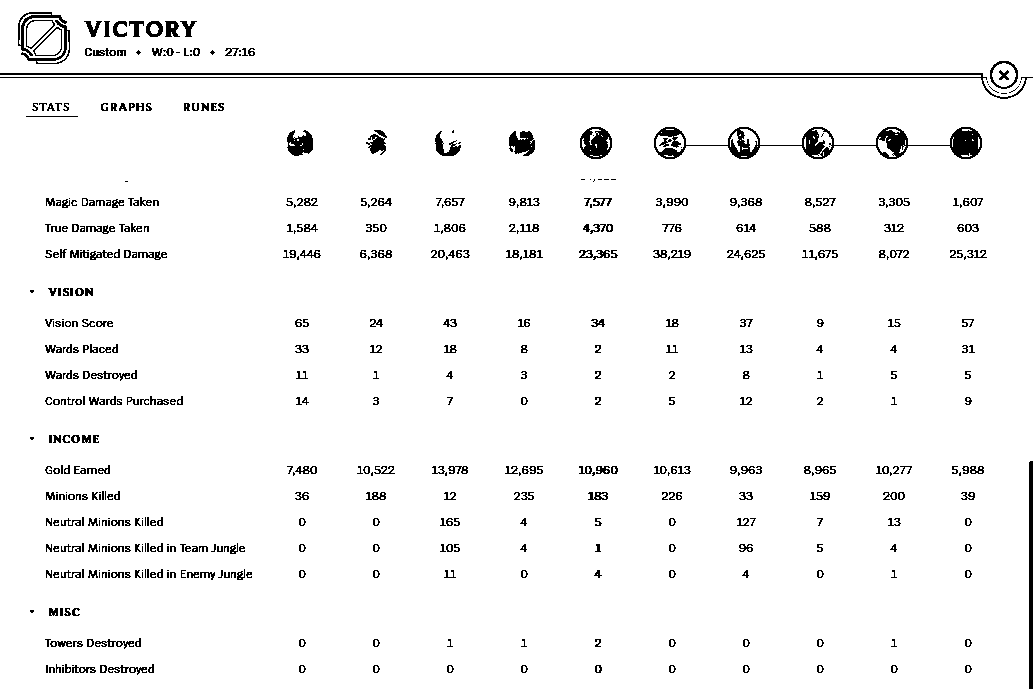 VICTORY
Custom • W:0 - L:0 • 27:16
STATS GRAPHS RUNES
Magic Damage Taken 5,282 5,264 7,657 9,813 7,577 3,990 9,368 8,527 3,305 1,607
True Damage Taken 1,584 350 1,806 2,118 4,370 776 614 588 312 603
Self Mitigated Damage 19,446 6,368 20,463 18,181 23,365 38,219 24,625 11,675 8,072 25,312
VISION
Vision Score 65 24 43 16 34 18 37 9 15 57
Wards Placed 33 12 18 8 2 11 13 4 4 31
Wards Destroyed 11 1 4 3 2 2 8 1 5 5
Control Wards Purchased 14 3 7 0 2 5 12 2 1 9
INCOME
Gold Earned 7,480 10,522 13,978 12,695 10,960 10,613 9,963 8,965 10,277 5,988
Minions Killed 36 188 12 235 183 226 33 159 200 39
Neutral Minions Killed 0 0 165 4 5 0 127 7 13 0
Neutral Minions Killed in Team Jungle 0 0 105 4 1 0 96 5 4 0
Neutral Minions Killed in Enemy Jungle 0 0 11 0 4 0 4 0 1 0
MISC
Towers Destroyed 0 0 1 1 2 0 0 0 1 0
Inhibitors Destroyed 0 0 0 0 0 0 0 0 0 0